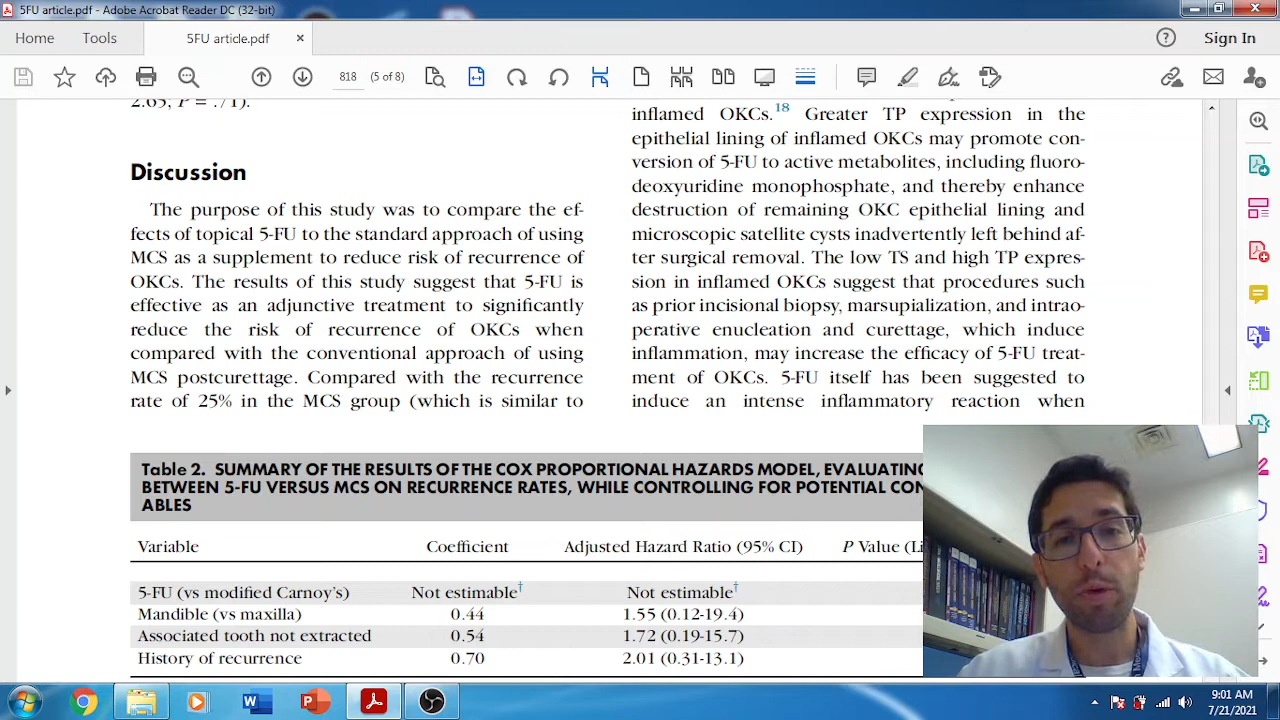 5FU article.pdf - Adobe Acrobat Reader DC (32-bit)
Home Tools 5FU article.pdf × Sign In
818 (5 of 8)
Discussion
The purpose of this study was to compare the ef-
fects of topical 5-FU to the standard approach of using
MCS as a supplement to reduce risk of recurrence of
OKCs. The results of this study suggest that 5-FU is
effective as an adjunctive treatment to significantly
reduce the risk of recurrence of OKCs when
compared with the conventional approach of using
MCS postcurettage. Compared with the recurrence
rate of 25% in the MCS group (which is similar to
inflamed OKCs.18 Greater TP expression in the
epithelial lining of inflamed OKCs may promote con-
version of 5-FU to active metabolites, including fluoro-
deoxyuridine monophosphate, and thereby enhance
destruction of remaining OKC epithelial lining and
microscopic satellite cysts inadvertently left behind af-
ter surgical removal. The low TS and high TP expres-
sion in inflamed OKCs suggest that procedures such
as prior incisional biopsy, marsupialization, and intrao-
perative enucleation and curettage, which induce
inflammation, may increase the efficacy of 5-FU treat-
ment of OKCs. 5-FU itself has been suggested to
induce an intense inflammatory reaction when
Table 2. SUMMARY OF THE RESULTS OF THE COX PROPORTIONAL HAZARDS MODEL, EVALUATING
BETWEEN 5-FU VERSUS MCS ON RECURRENCE RATES, WHILE CONTROLLING FOR POTENTIAL CON
ABLES
Variable Coefficient Adjusted Hazard Ratio (95% CI) P Value (Li
5-FU (vs modified Carnoy's) Not estimable† Not estimable†
Mandible (vs maxilla) 0.44 1.55 (0.12-19.4)
Associated tooth not extracted 0.54 1.72 (0.19-15.7)
History of recurrence 0.70 2.01 (0.31-13.1)
9:01 AM
7/21/2021